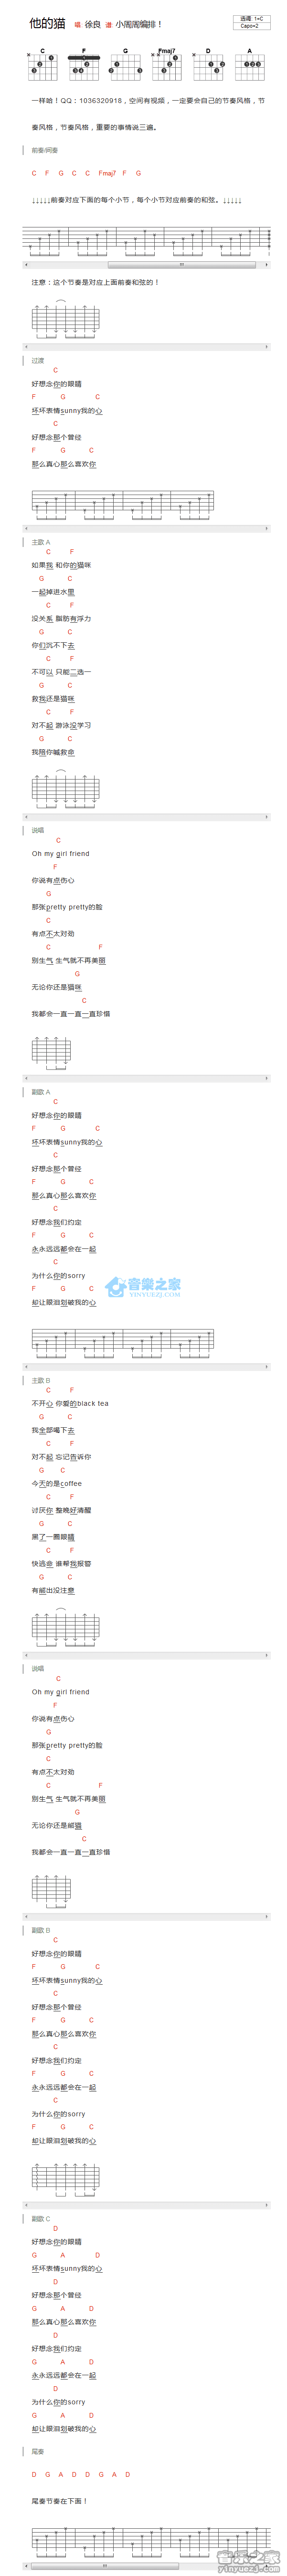 他的猫 唱 徐良 谱 小周周编排！
选调 1=C
Capo=2
C F G Fmaj7 D A
一样哈！QQ：1036320918，空间有视频，一定要会自己的节奏风格，节
奏风格，节奏风格，重要的事情说三遍。
前奏/间奏
C F G C C Fmaj7 F G
↓↓↓↓↓前奏对应下面的每个小节，每个小节对应前奏的和弦。↓↓↓↓↓
注意：这个节奏是对应上面前奏和弦的！
过渡
C
好想念你的眼睛
F G C
坏坏表情sunny我的心
C
好想念那个曾经
F G C
那么真心那么喜欢你
主歌 A
C F
如果我 和你的猫咪
G C
一起掉进水里
C F
没关系 脂肪有浮力
G C
你们沉不下去
C F
不可以 只能二选一
G C
救我还是猫咪
C F
对不起 游泳没学习
G C
我陪你喊救命
说唱
C
Oh my girl friend
F
你说有点伤心
G
那张pretty pretty的脸
C
有点不太对劲
C F
别生气 生气就不再美丽
G
无论你还是猫咪
C
我都会一直一直一直珍惜
副歌 A
C
好想念你的眼睛
F G C
坏坏表情sunny我的心
C
好想念那个曾经
F G C
那么真心那么喜欢你
C
好想念我们约定
F G C
永永远远都会在一起
C
为什么你的sorry
F G C
却让眼泪划破我的心
音樂之家
YINYUEZJ.COM
主歌 B
C F
不开心 你爱的black tea
G C
我全部喝下去
C F
对不起 忘记告诉你
G C
今天的是coffee
C F
讨厌你 整晚好清醒
G C
黑了一圈眼睛
C F
快逃些 谁帮我报警
G C
有熊出没注意
说唱
C
Oh my girl friend
F
你说有点伤心
G
那张pretty pretty的脸
C
有点不太对劲
C F
别生气 生气就不再美丽
G
无论你还是熊猫
C
我都会一直一直一直珍惜
副歌 B
C
好想念你的眼睛
F G C
坏坏表情sunny我的心
C
好想念那个曾经
F G C
那么真心那么喜欢你
C
好想念我们约定
F G C
永永远远都会在一起
C
为什么你的sorry
F G C
却让眼泪划破我的心
副歌 C
D
好想念你的眼睛
G A D
坏坏表情sunny我的心
D
好想念那个曾经
G A D
那么真心那么喜欢你
D
好想念我们约定
G A D
永永远远都会在一起
D
为什么你的sorry
G A D
却让眼泪划破我的心
尾奏
D G A D D G A D
尾奏节奏在下面！
音乐之家
www.yinyuezj.com